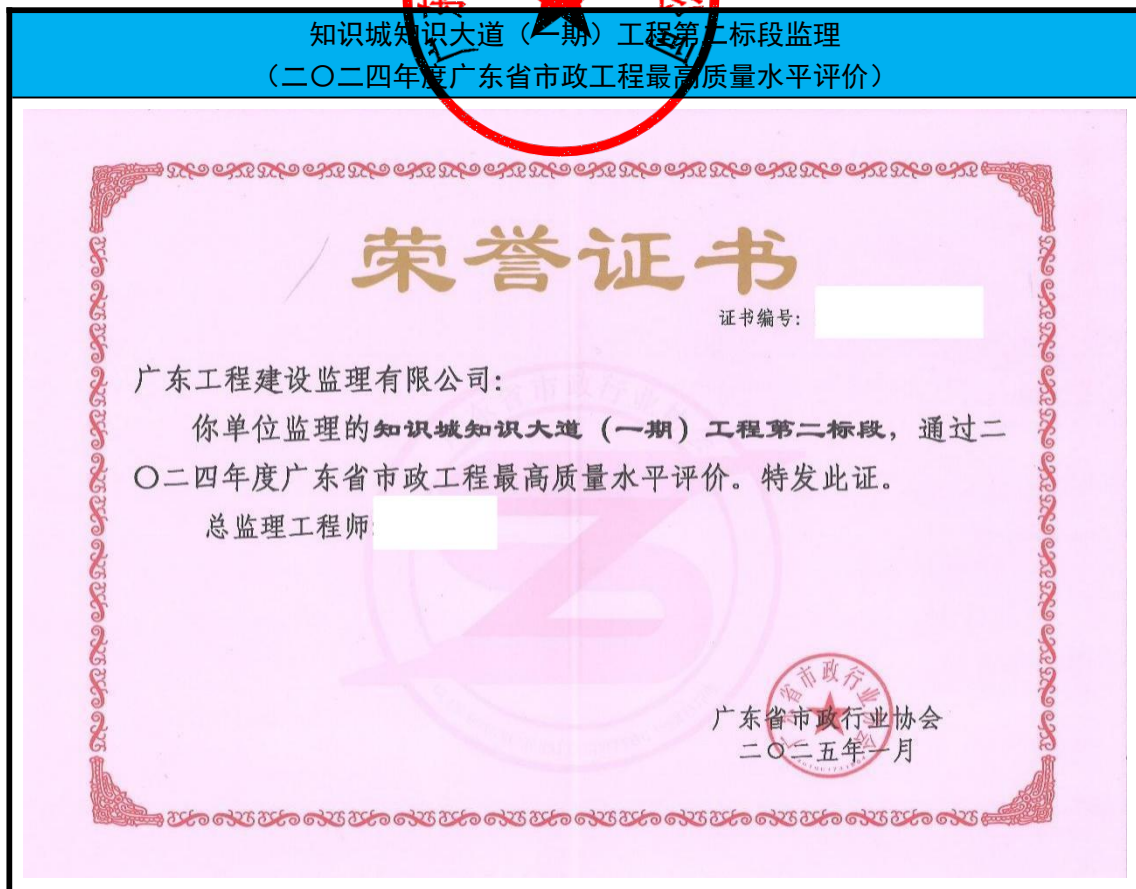 知识城知识大道（一期）工程第二标段监理
（二〇二四年度广东省市政工程最高质量水平评价）
荣誉证书
证书编号：
广东工程建设监理有限公司：
你单位监理的知识城知识大道（一期）工程第二标段，通过二
〇二四年度广东省市政工程最高质量水平评价。特发此证。
总监理工程师
广东省市政行业协会
二〇二五年一月